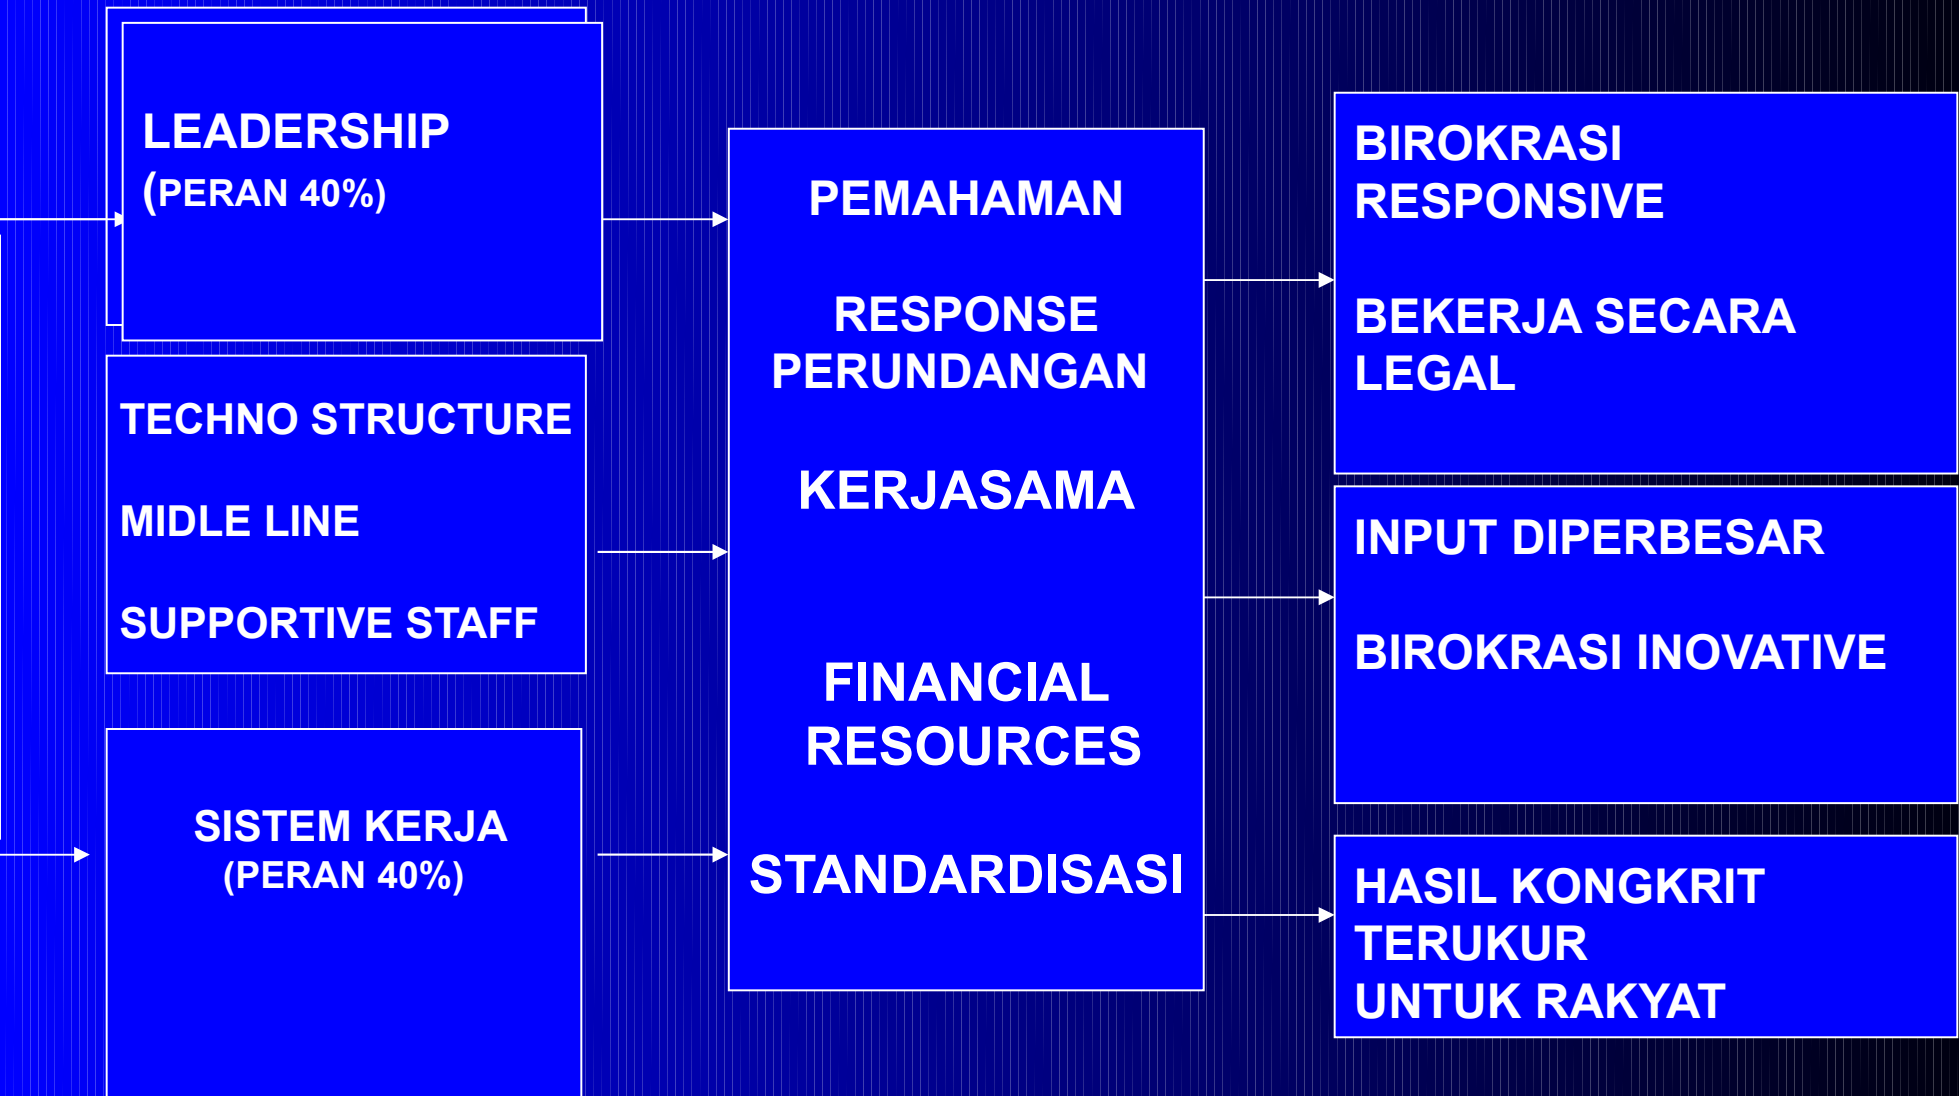 LEADERSHIP
(PERAN 40%)
TECHNO STRUCTURE
MIDLE LINE
SUPPORTIVE STAFF
SISTEM KERJA
(PERAN 40%)
PEMAHAMAN
RESPONSE
PERUNDANGAN
KERJASAMA
FINANCIAL
RESOURCES
STANDARDISASI
BIROKRASI
RESPONSIVE
BEKERJA SECARA
LEGAL
INPUT DIPERBESAR
BIROKRASI INOVATIVE
HASIL KONGKRIT
TERUKUR
UNTUK RAKYAT